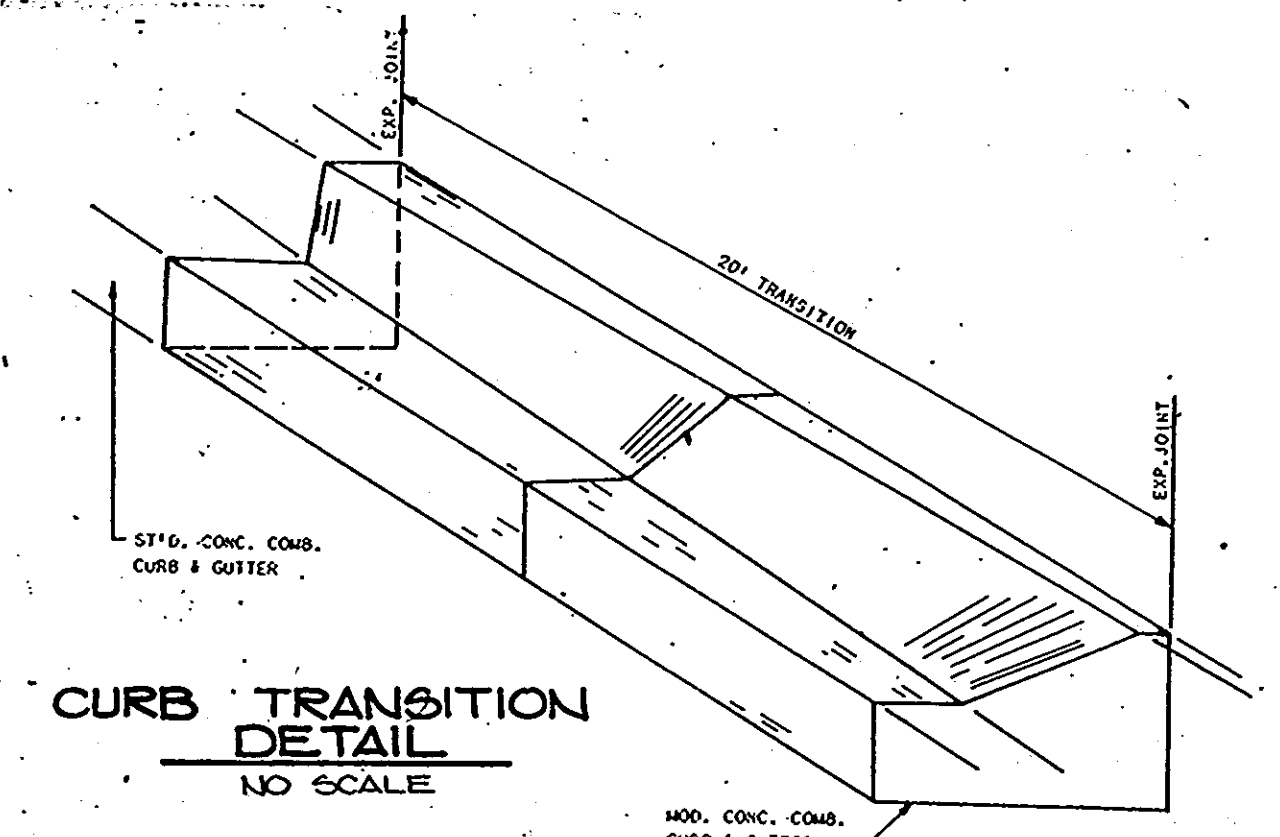 EXP. JOINT
20' TRANSITION
EXP. JOINT
ST'D. CONC. COMB.
CURB & GUTTER
CURB TRANSITION
DETAIL
NO SCALE
MOD. CONC. COMB.